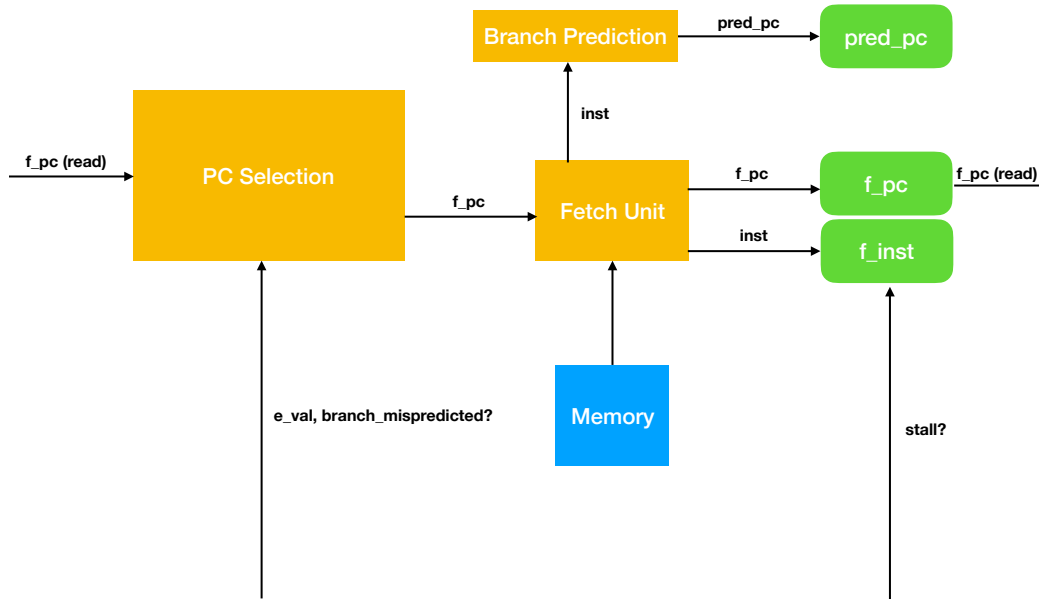 Branch Prediction
pred_pc
pred_pc
inst
f_pc (read)
PC Selection
f_pc
Fetch Unit
f_pc
f_pc
f_pc (read)
inst
f_inst
e_val, branch_mispredicted?
Memory
stall?